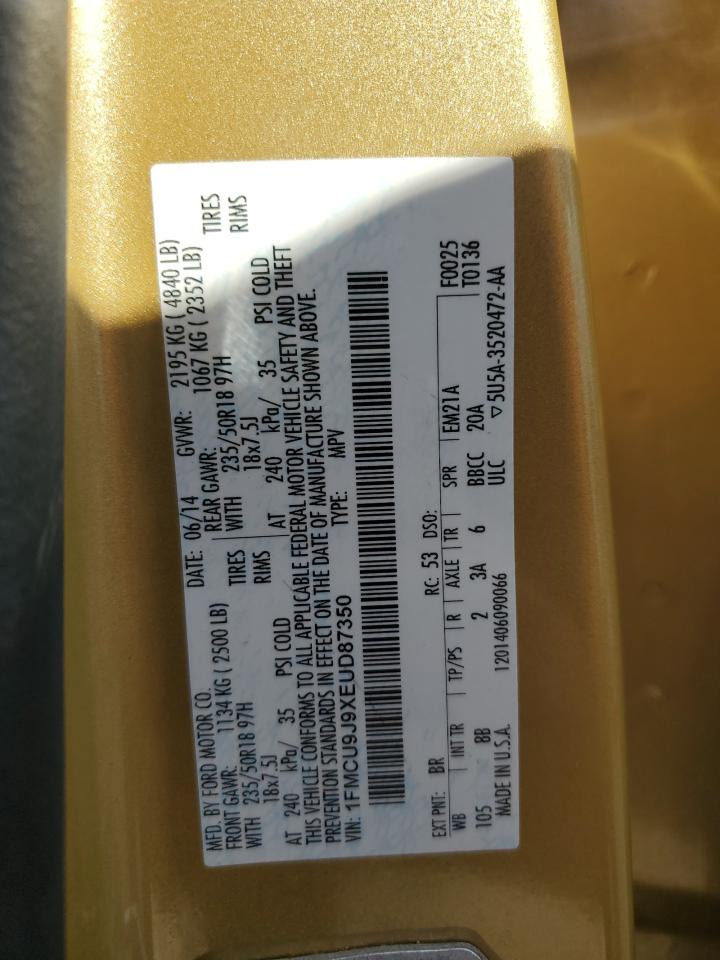 MFD. BY FORD MOTOR CO.
DATE: 06/14 GVWR: 2195 KG ( 4840 LB)
FRONT GAWR: 1134 KG ( 2500 LB) REAR GAWR: 1067 KG ( 2352 LB)
WITH 235/50R18 97H TIRES WITH 235/50R18 97H TIRES
18x7.5J RIMS 18x7.5J RIMS
AT 240 kPa/ 35 PSI COLD AT 240 kPa/ 35 PSI COLD
THIS VEHICLE CONFORMS TO ALL APPLICABLE FEDERAL MOTOR VEHICLE SAFETY AND THEFT
PREVENTION STANDARDS IN EFFECT ON THE DATE OF MANUFACTURE SHOWN ABOVE.
VIN: 1FMCU9J9XEUD87350 TYPE: MPV
EXT PNT: BR RC: 53 DSO: F0025
WB INT TR TP/PS R AXLE TR SPR EM21A T0136
105 8B 2 3A 6 BBCC 20A
ULC
MADE IN U.S.A. 1201406090066 ▽5U5A-3520472-AA